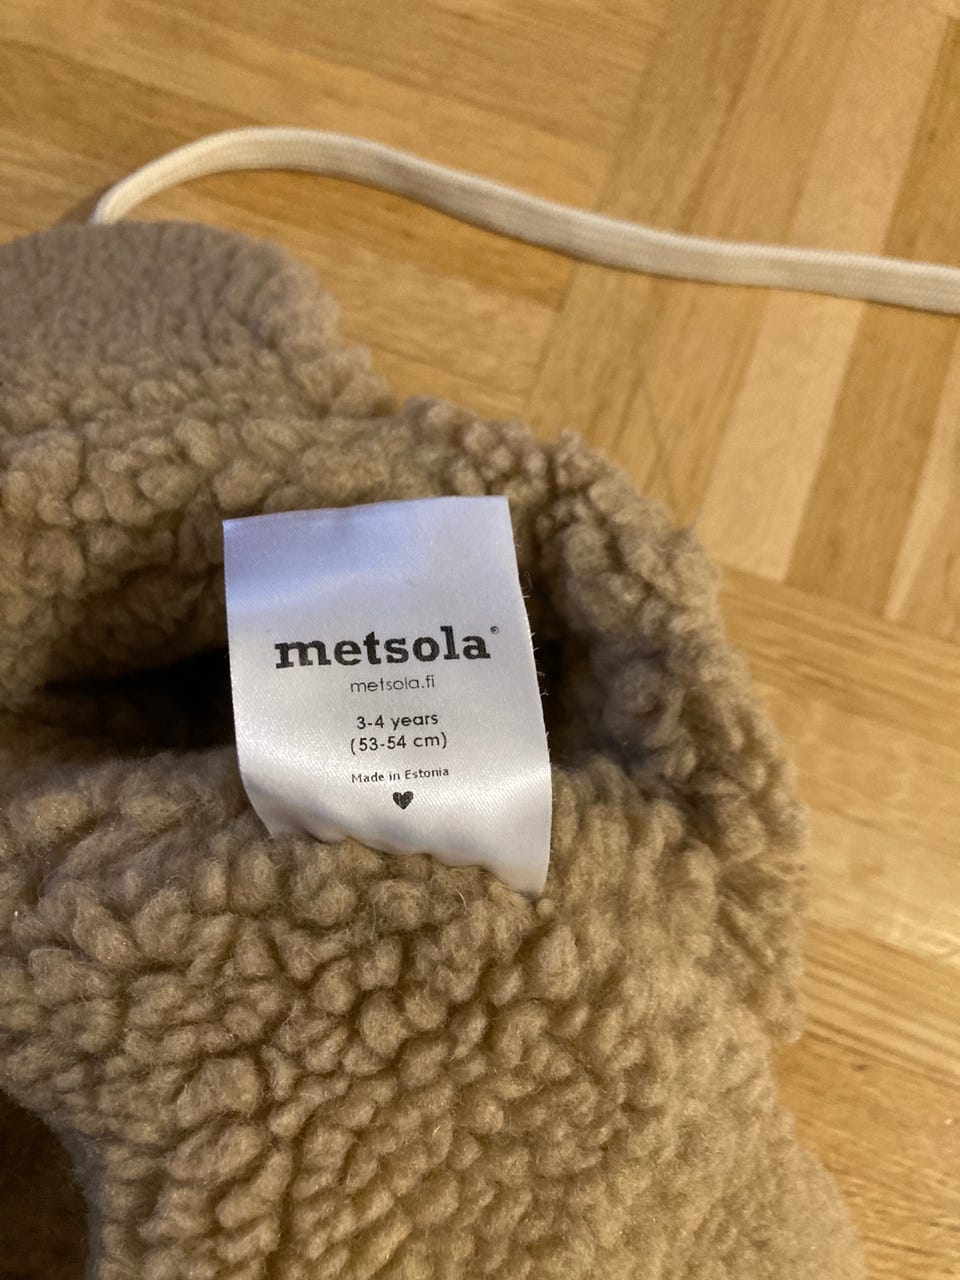 metsola®
metsola.fi
3-4 years
(53-54 cm)
Made in Estonia